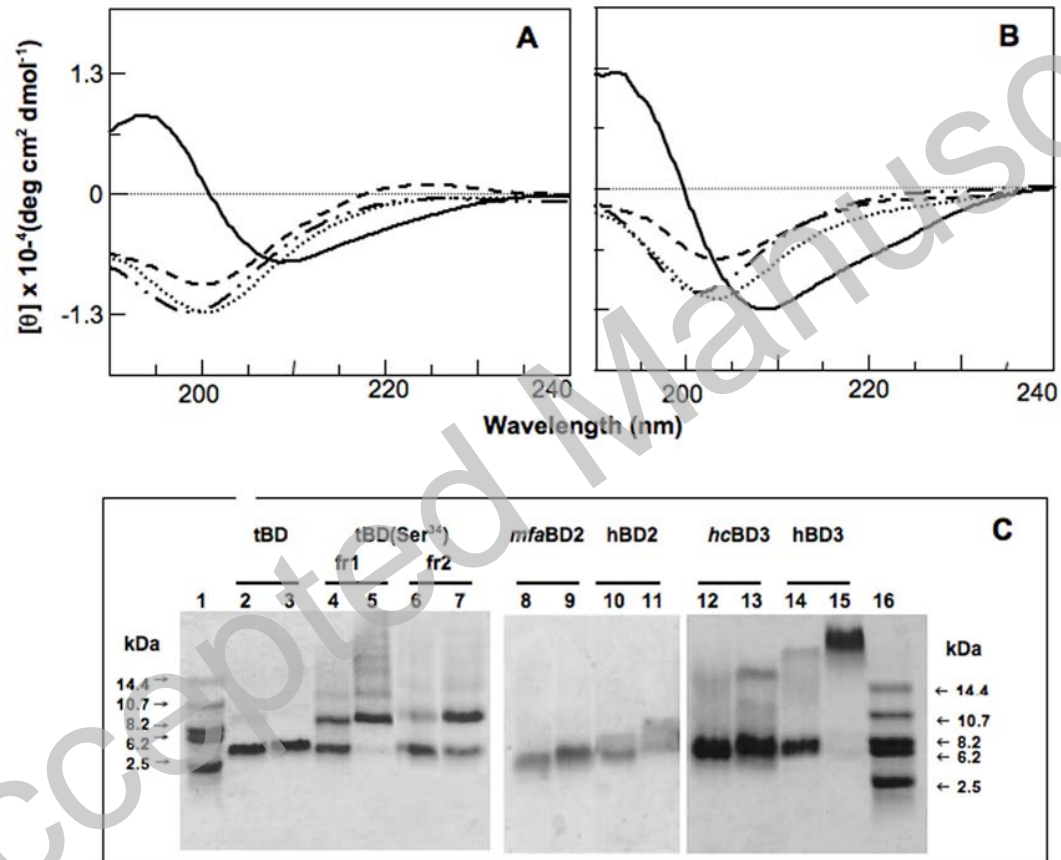 A
B
[θ] x 10⁻⁴(deg cm² dmol⁻¹)
1.3
0
-1.3
200
220
240
200
220
240
Wavelength (nm)
C
tBD
tBD(Ser³⁴)
mfaBD2
hBD2
hcBD3
hBD3
fr1
fr2
1 2 3 4 5 6 7 8 9 10 11 12 13 14 15 16
kDa
14.4 →
10.7 →
8.2 →
6.2 →
2.5 →
kDa
← 14.4
← 10.7
← 8.2
← 6.2
← 2.5
ccepted Manusc